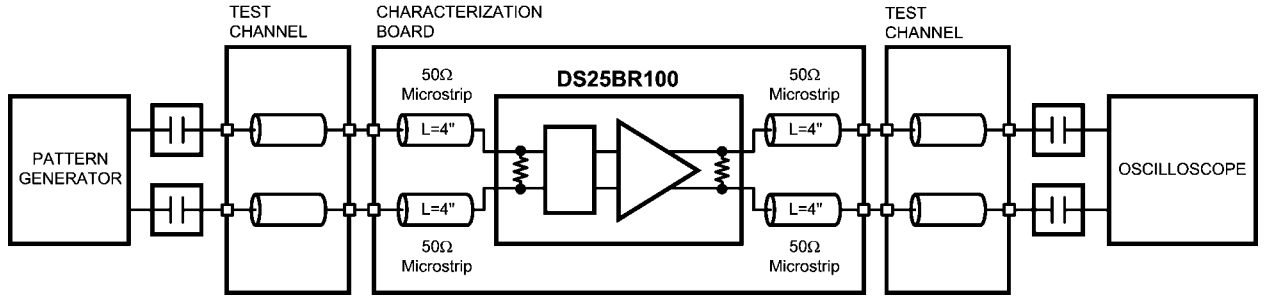 TEST
CHANNEL
CHARACTERIZATION
BOARD
TEST
CHANNEL
50Ω
Microstrip
DS25BR100
50Ω
Microstrip
L=4"
L=4"
PATTERN
GENERATOR
OSCILLOSCOPE
L=4"
L=4"
50Ω
Microstrip
50Ω
Microstrip